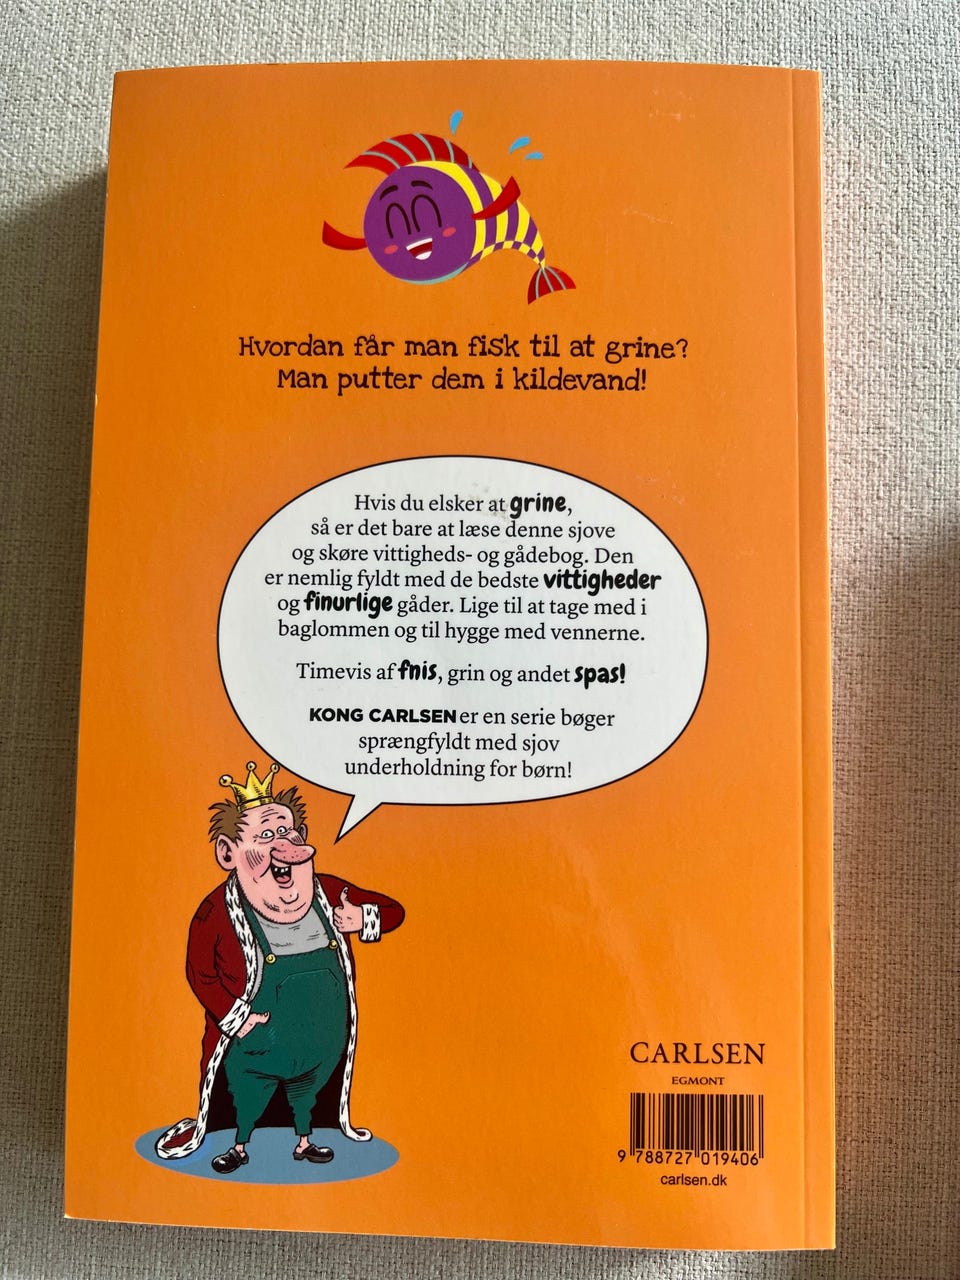 Hvordan får man fisk til at grine?
Man putter dem i kildevand!
Hvis du elsker at grine,
så er det bare at læse denne sjove
og skøre vittigheds- og gådebog. Den
er nemlig fyldt med de bedste vittigheder
og finurlige gåder. Lige til at tage med i
baglommen og til hygge med vennerne.
Timevis af fnis, grin og andet spas!
KONG CARLSEN er en serie bøger
sprængfyldt med sjov
underholdning for børn!
CARLSEN
EGMONT
9 788727 019406
carlsen.dk